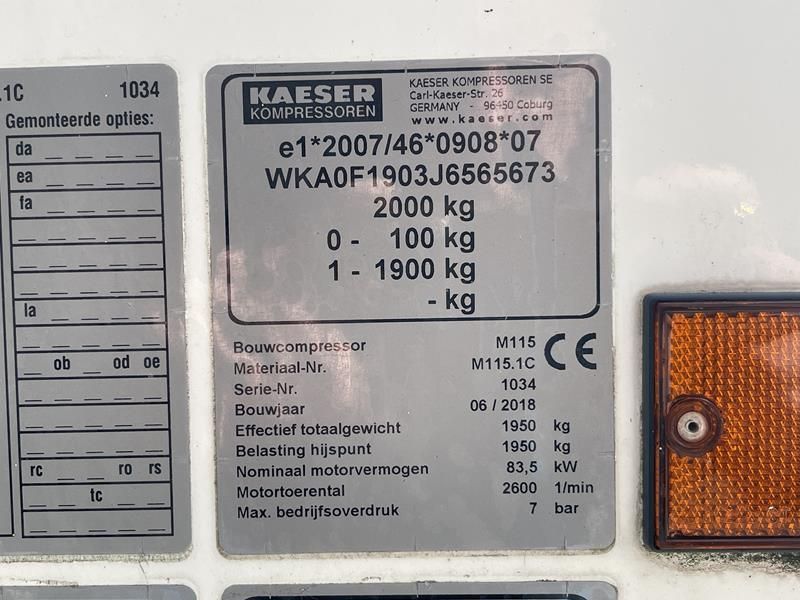 .1C 1034
Gemonteerde opties:
da
ea
fa
la
ob od oe
rc ro rs
tc
KAESER
KOMPRESSOREN
KAESER KOMPRESSOREN SE
Carl-Kaeser-Str. 26
GERMANY - 96450 Coburg
www.kaeser.com
e1*2007/46*0908*07
WKA0F1903J6565673
2000 kg
0 - 100 kg
1 - 1900 kg
- kg
Bouwcompressor M115
Materiaal-Nr. M115.1C
CE
Serie-Nr. 1034
Bouwjaar 06 / 2018
Effectief totaalgewicht 1950 kg
Belasting hijspunt 1950 kg
Nominaal motorvermogen 83,5 kW
Motortoerental 2600 1/min
Max. bedrijfsoverdruk 7 bar